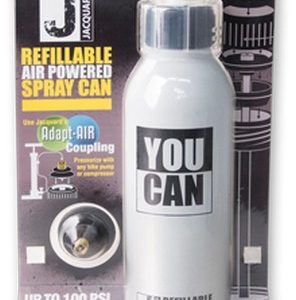 J
JACQUARD
REFILLABLE
AIR POWERED
SPRAY CAN
Use Jacquard's
Adapt-AIR
Coupling
Pressurize with
any bike pump
or compressor
YOU
CAN
REFILLABLE
UP TO 100 PSI